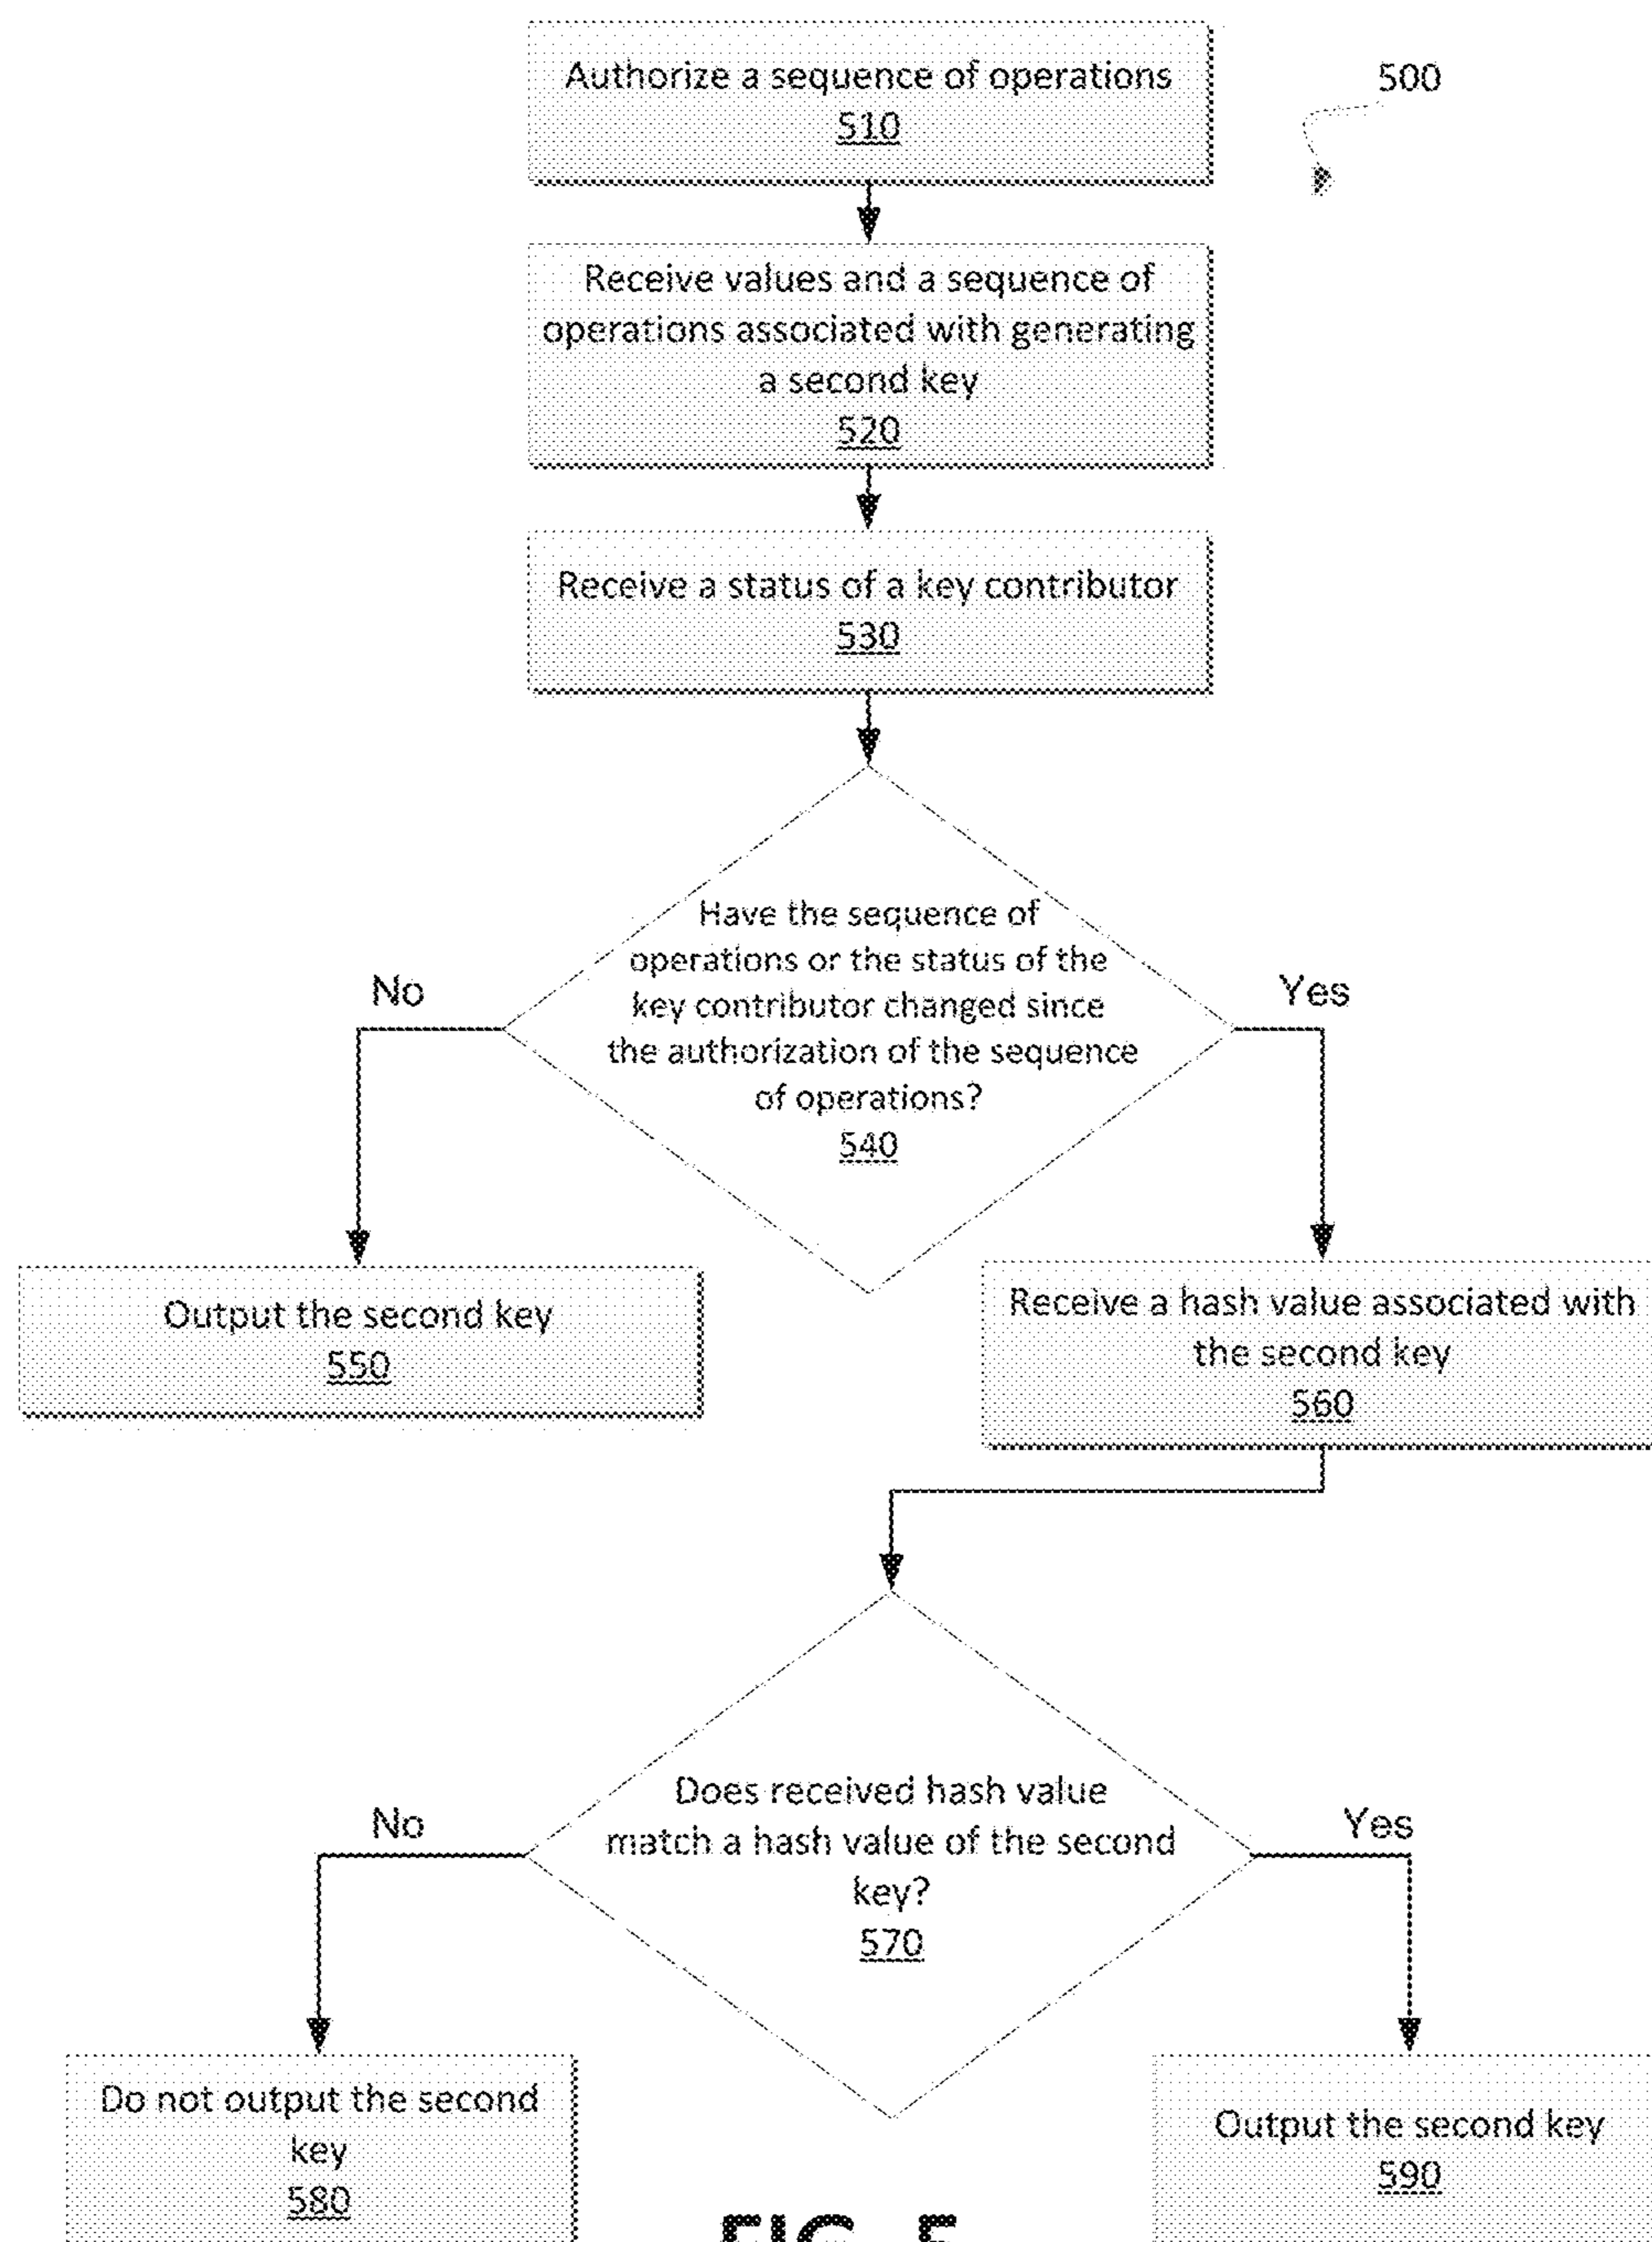 Authorize a sequence of operations
510
500
Receive values and a sequence of
operations associated with generating
a second key
520
Receive a status of a key contributor
530
Have the sequence of
operations or the status of the
key contributor changed since
the authorization of the sequence
of operations?
540
No
Yes
Output the second key
550
Receive a hash value associated with
the second key
560
Does received hash value
match a hash value of the second
key?
570
No
Yes
Do not output the second
key
580
Output the second key
590
FIG. 5